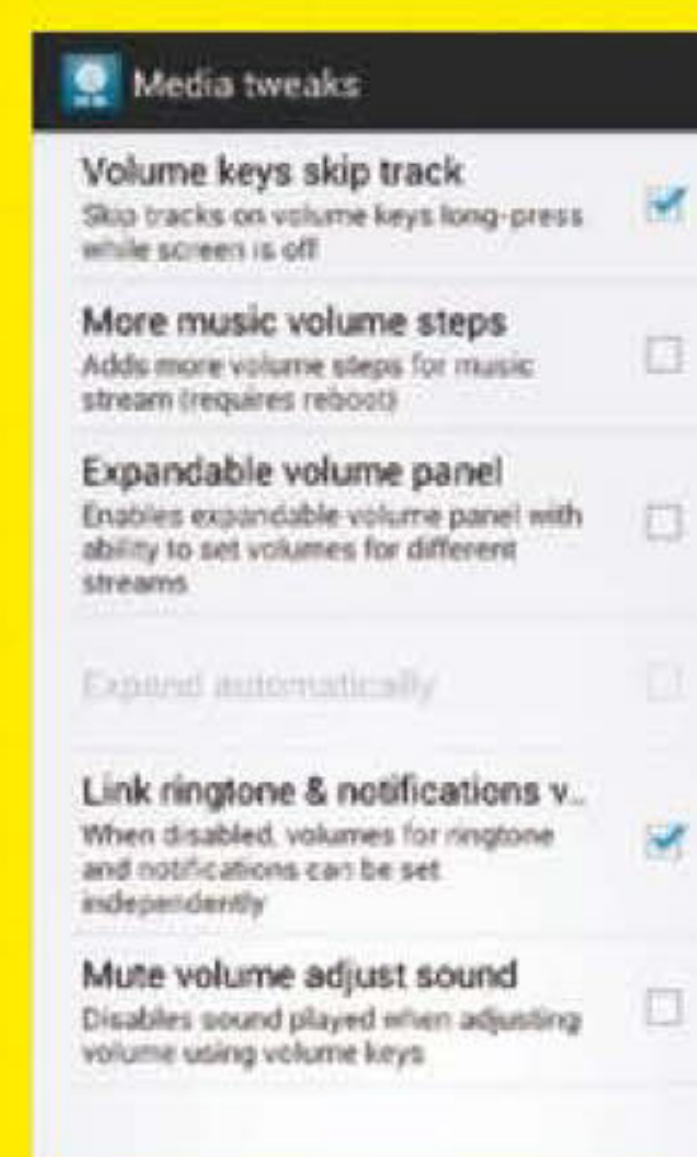 Media tweaks
Volume keys skip track
Skip tracks on volume keys long-press
while screen is off
More music volume steps
Adds more volume steps for music
stream (requires reboot)
Expandable volume panel
Enables expandable volume panel with
ability to set volumes for different
streams
Expand automatically
Link ringtone & notifications v..
When disabled, volumes for ringtone
and notifications can be set
independently
Mute volume adjust sound
Disables sound played when adjusting
volume using volume keys